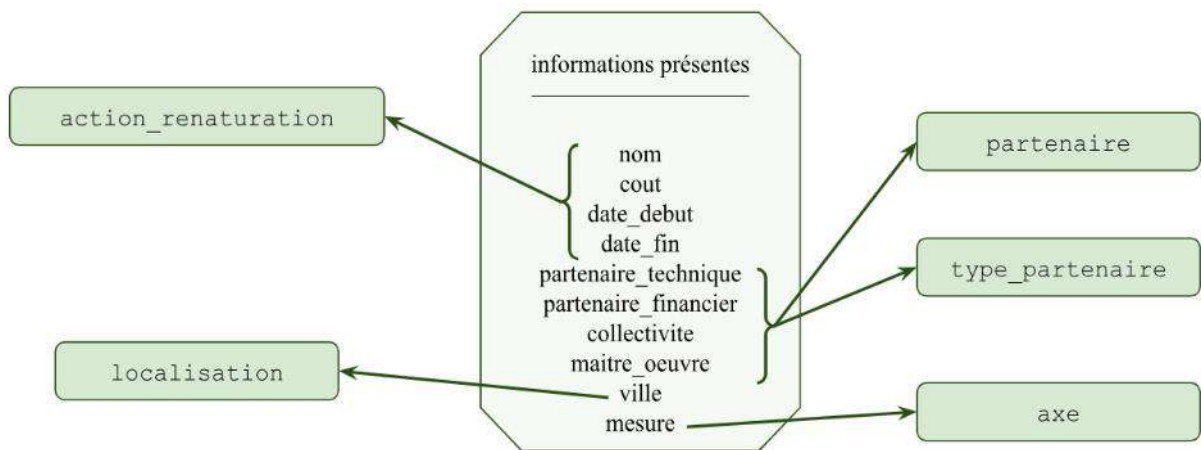 informations présentes
action_renaturation
partenaire
nom
cout
date_debut
date_fin
partenaire_technique
type_partenaire
partenaire_financier
collectivite
maitre_oeuvre
localisation
ville
mesure
axe